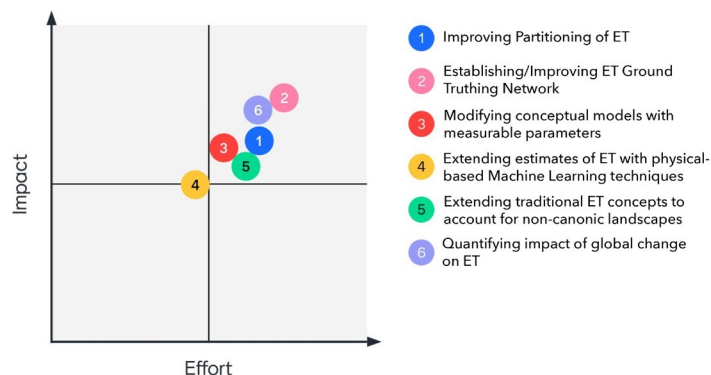 Impact
Effort
2
6
1
3
5
4
1 Improving Partitioning of ET
2 Establishing/Improving ET Ground
Truthing Network
3 Modifying conceptual models with
measurable parameters
4 Extending estimates of ET with physical-
based Machine Learning techniques
5 Extending traditional ET concepts to
account for non-canonic landscapes
6 Quantifying impact of global change
on ET